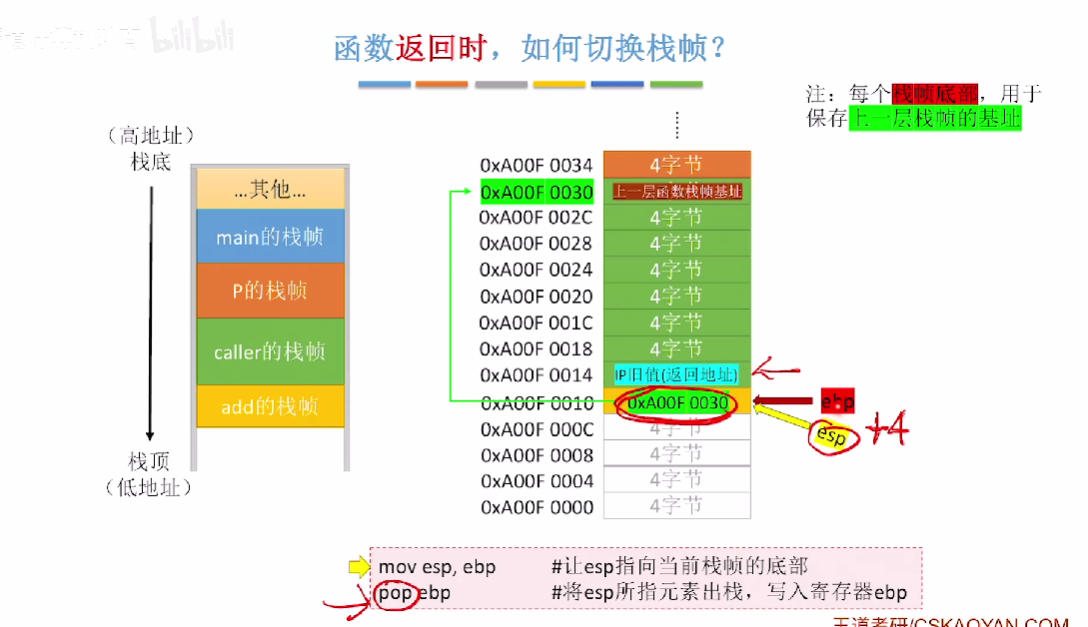 bilibili
函数返回时，如何切换栈帧？
注：每个栈帧底部，用于
保存上一层栈帧的基址
（高地址）
栈底
…其他…
main的栈帧
P的栈帧
caller的栈帧
add的栈帧
栈顶
（低地址）
0xA00F 0034 4字节
0xA00F 0030 上一层函数栈帧基址
0xA00F 002C 4字节
0xA00F 0028 4字节
0xA00F 0024 4字节
0xA00F 0020 4字节
0xA00F 001C 4字节
0xA00F 0018 4字节
0xA00F 0014 IP旧值(返回地址)
0xA00F 0010 0xA00F 0030 ebp
esp +4
0xA00F 000C 4字节
0xA00F 0008 4字节
0xA00F 0004 4字节
0xA00F 0000 4字节
mov esp, ebp #让esp指向当前栈帧的底部
pop ebp #将esp所指元素出栈，写入寄存器ebp
王道考研/CSKAOYAN.COM